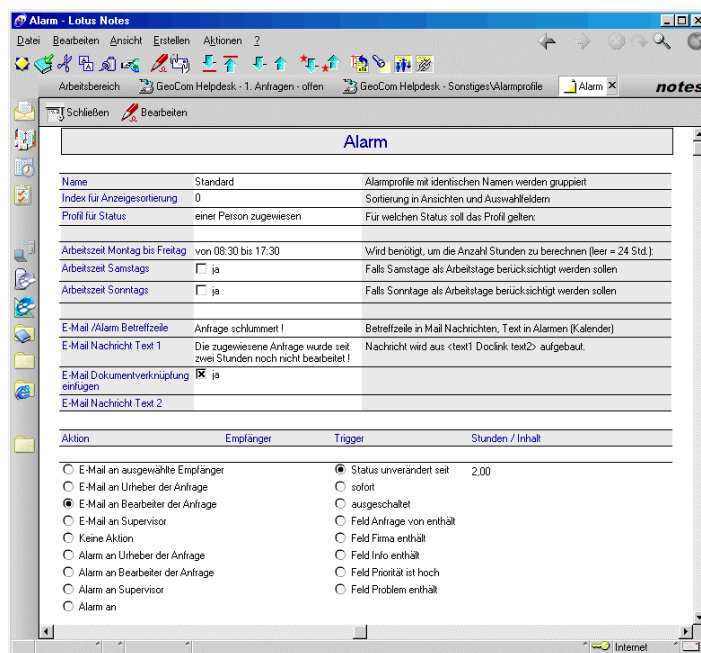 Alarm - Lotus Notes
Datei Bearbeiten Ansicht Erstellen Aktionen ?
Arbeitsbereich GeoCom Helpdesk - 1. Anfragen - offen GeoCom Helpdesk - Sonstiges\Alarmprofile Alarm notes
Schließen Bearbeiten
Alarm
Name Standard Alarmprofile mit identischen Namen werden gruppiert
Index für Anzeigesortierung 0 Sortierung in Ansichten und Auswahlfeldern
Profil für Status einer Person zugewiesen Für welchen Status soll das Profil gelten:
Arbeitszeit Montag bis Freitag von 08:30 bis 17:30 Wird benötigt, um die Anzahl Stunden zu berechnen (leer = 24 Std.):
Arbeitszeit Samstags ja Falls Samstage als Arbeitstage berücksichtigt werden sollen
Arbeitszeit Sonntags ja Falls Sonntage als Arbeitstage berücksichtigt werden sollen
E-Mail /Alarm Betreffzeile Anfrage schlummert ! Betreffzeile in Mail Nachrichten, Text in Alarmen (Kalender)
E-Mail Nachricht Text 1 Die zugewiesene Anfrage wurde seit Nachricht wird aus <text1 Doclink text2> aufgebaut.
zwei Stunden noch nicht bearbeitet !
E-Mail Dokumentverknüpfung ja
einfügen
E-Mail Nachricht Text 2
Aktion Empfänger Trigger Stunden / Inhalt
E-Mail an ausgewählte Empfänger Status unverändert seit 2,00
E-Mail an Urheber der Anfrage sofort
E-Mail an Bearbeiter der Anfrage ausgeschaltet
E-Mail an Supervisor Feld Anfrage von enthält
Keine Aktion Feld Firma enthält
Alarm an Urheber der Anfrage Feld Info enthält
Alarm an Bearbeiter der Anfrage Feld Priorität ist hoch
Alarm an Supervisor Feld Problem enthält
Alarm an
Internet